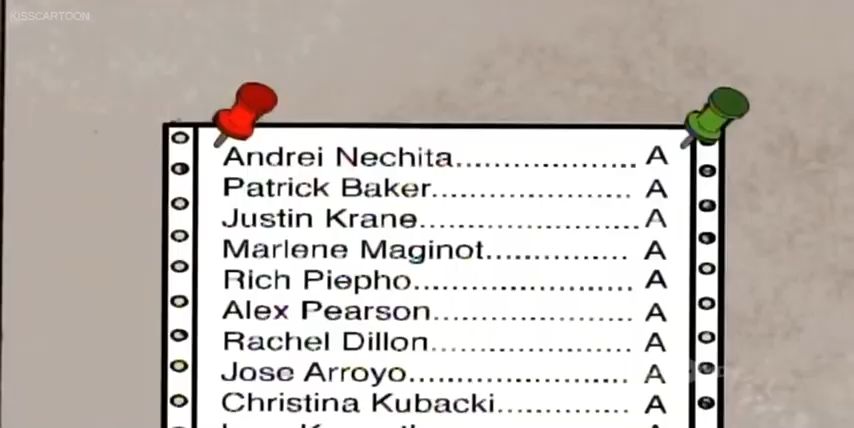 KISSCARTOON
Andrei Nechita................... A
Patrick Baker...................... A
Justin Krane........................A
Marlene Maginot............... A
Rich Piepho........................ A
Alex Pearson...................... A
Rachel Dillon...................... A
Jose Arroyo........................ A
Christina Kubacki.............. A